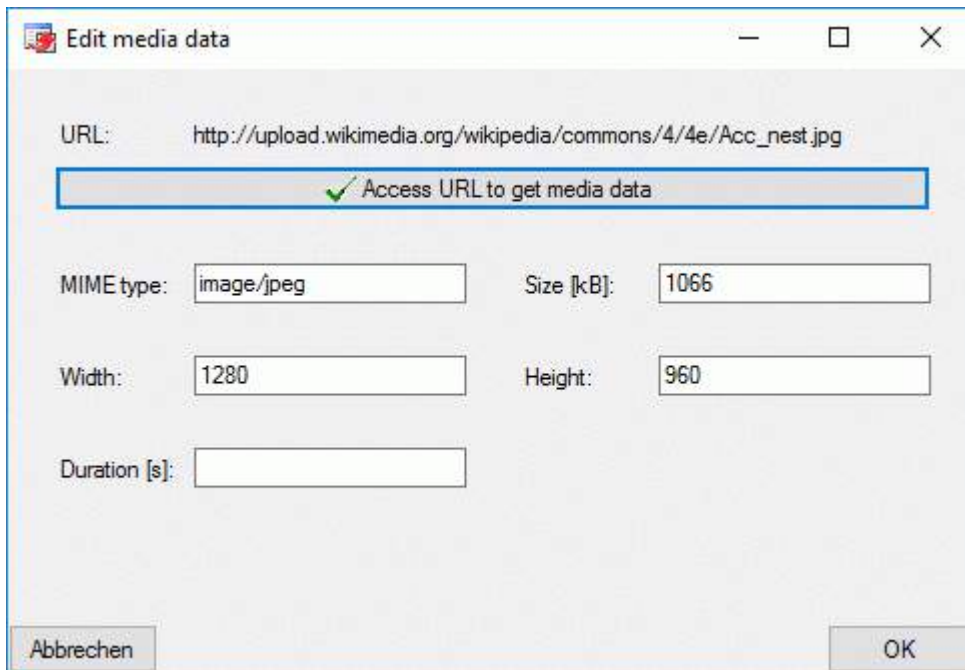 Edit media data
URL: http://upload.wikimedia.org/wikipedia/commons/4/4e/Acc_nest.jpg
Access URL to get media data
MIME type: image/jpeg Size [kB]: 1066
Width: 1280 Height: 960
Duration [s]:
Abbrechen OK